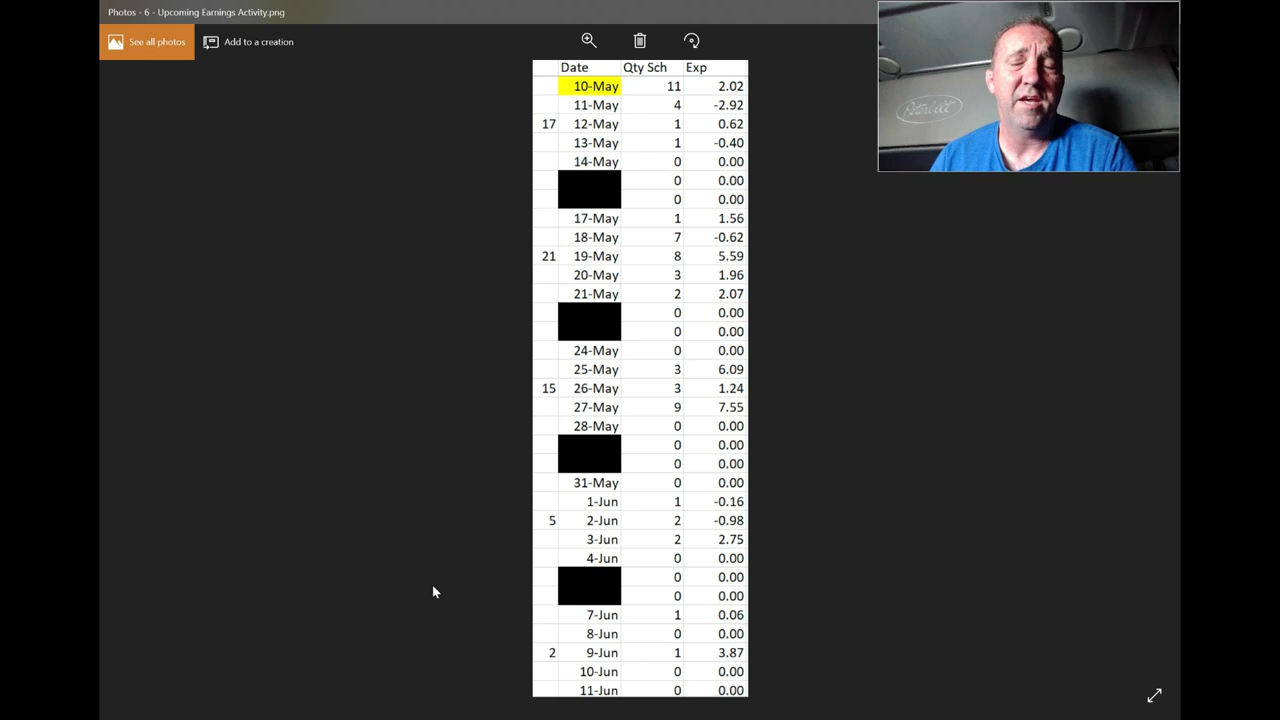 Photos - 6 - Upcoming Earnings Activity.png
See all photos
Add to a creation
Date Qty Sch Exp
10-May 11 2.02
11-May 4 -2.92
17 12-May 1 0.62
13-May 1 -0.40
14-May 0 0.00
0 0.00
0 0.00
17-May 1 1.56
18-May 7 -0.62
21 19-May 8 5.59
20-May 3 1.96
21-May 2 2.07
0 0.00
0 0.00
24-May 0 0.00
25-May 3 6.09
15 26-May 3 1.24
27-May 9 7.55
28-May 0 0.00
0 0.00
0 0.00
31-May 0 0.00
1-Jun 1 -0.16
5 2-Jun 2 -0.98
3-Jun 2 2.75
4-Jun 0 0.00
0 0.00
0 0.00
7-Jun 1 0.06
8-Jun 0 0.00
2 9-Jun 1 3.87
10-Jun 0 0.00
11-Jun 0 0.00
Peterbilt